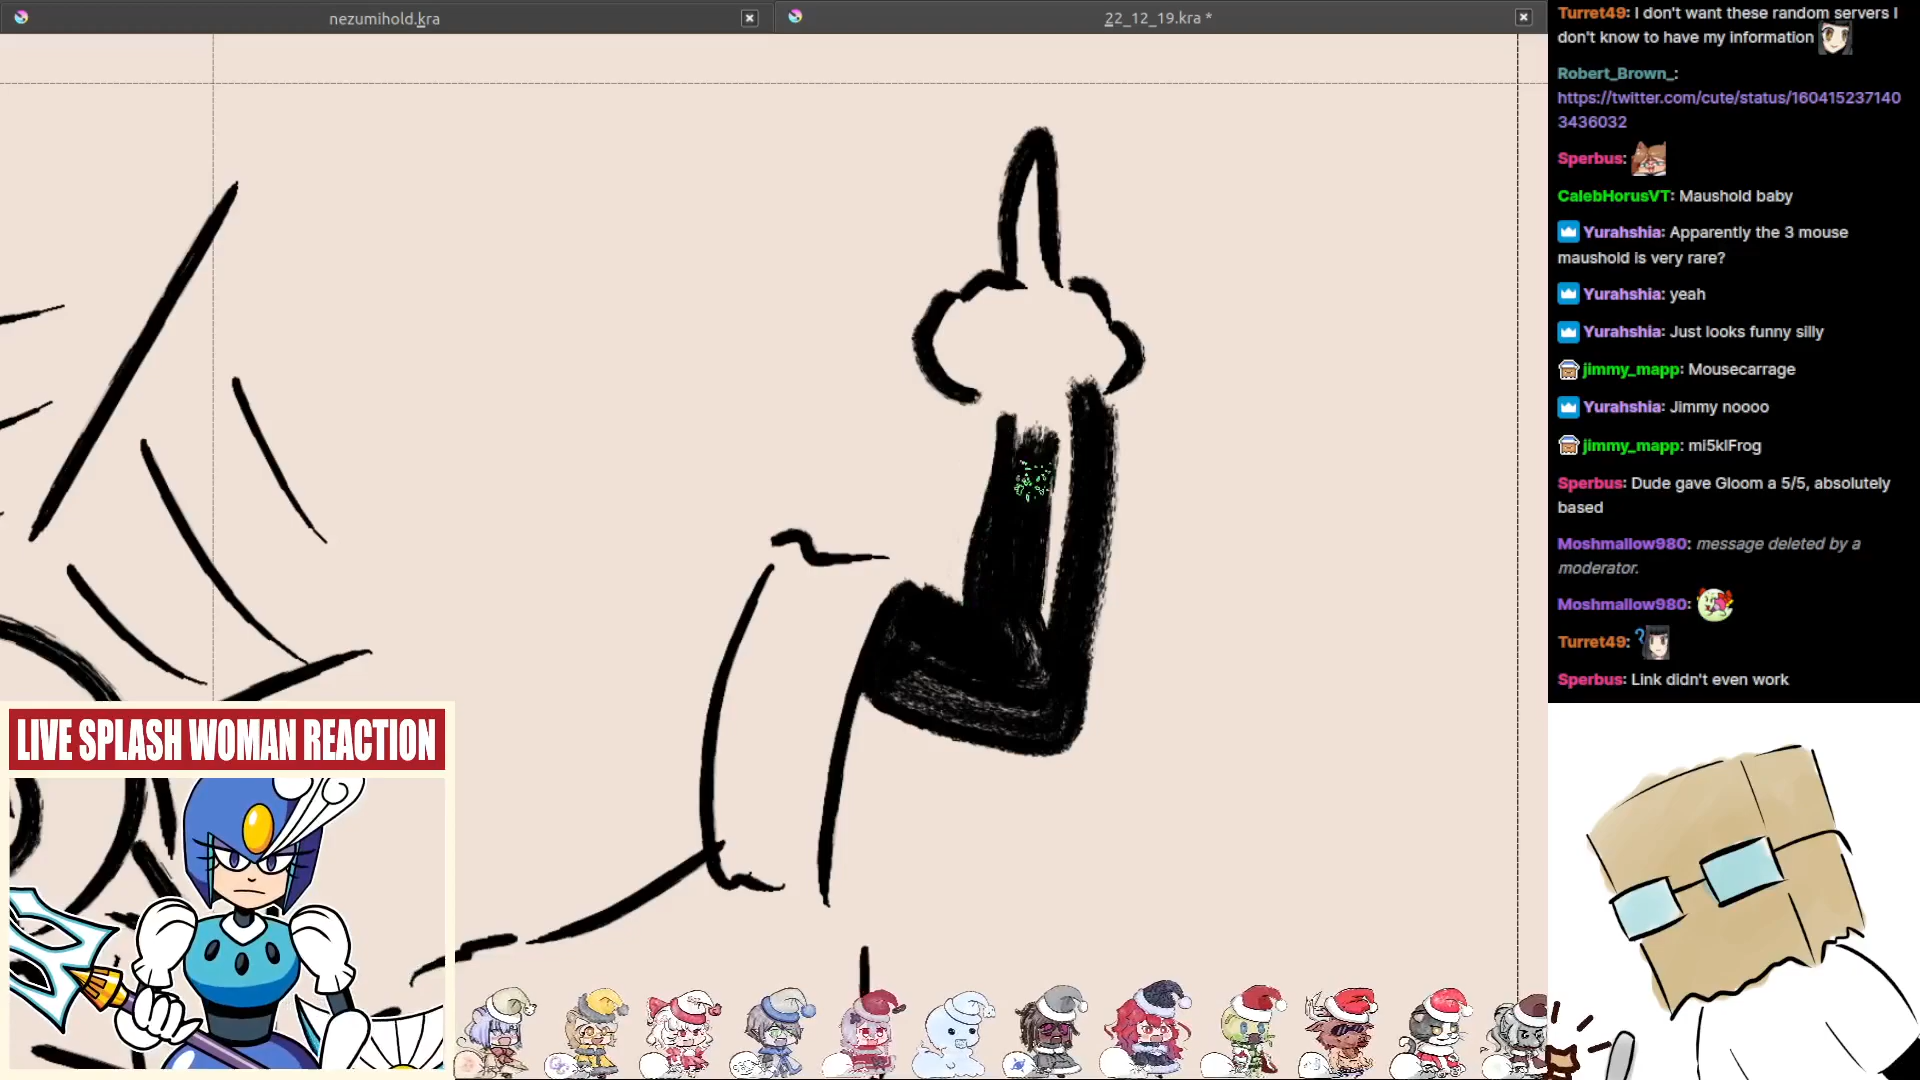 nezumihold.kra
22_12_19.kra *
Turret49: I don't want these random servers I
don't know to have my information
Robert_Brown_:
https://twitter.com/cute/status/160415237140
3436032
Sperbus:
CalebHorusVT: Maushold baby
Yurahshia: Apparently the 3 mouse
maushold is very rare?
Yurahshia: yeah
Yurahshia: Just looks funny silly
jimmy_mapp: Mousecarrage
Yurahshia: Jimmy noooo
jimmy_mapp: mi5klFrog
Sperbus: Dude gave Gloom a 5/5, absolutely
based
Moshmallow980: message deleted by a
moderator.
Moshmallow980:
Turret49:
Sperbus: Link didn't even work
LIVE SPLASH WOMAN REACTION